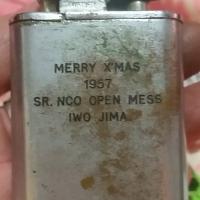 MERRY X'MAS
1957
SR. NCO OPEN MESS
IWO JIMA